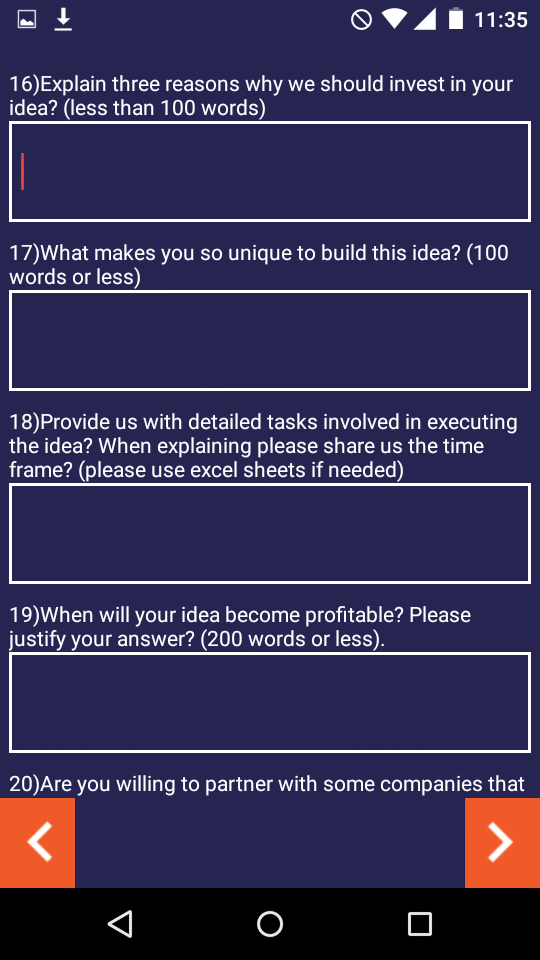 11:35
16)Explain three reasons why we should invest in your
idea? (less than 100 words)
17)What makes you so unique to build this idea? (100
words or less)
18)Provide us with detailed tasks involved in executing
the idea? When explaining please share us the time
frame? (please use excel sheets if needed)
19)When will your idea become profitable? Please
justify your answer? (200 words or less).
20)Are you willing to partner with some companies that